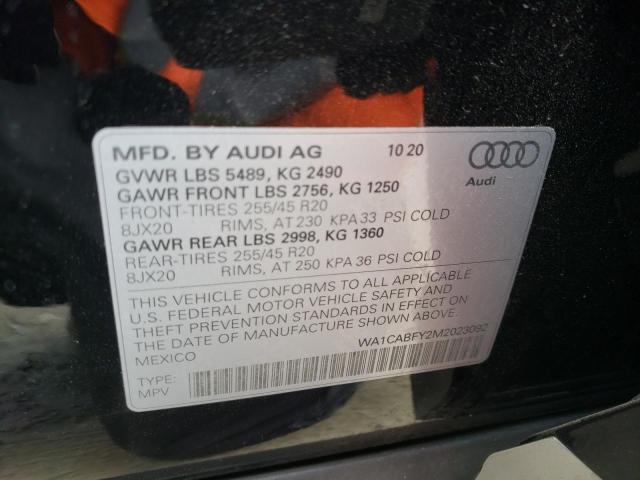 MFD. BY AUDI AG 10 20
GVWR LBS 5489, KG 2490
GAWR FRONT LBS 2756, KG 1250
FRONT-TIRES 255/45 R20
8JX20 RIMS, AT 230 KPA 33 PSI COLD
GAWR REAR LBS 2998, KG 1360
REAR-TIRES 255/45 R20
8JX20 RIMS, AT 250 KPA 36 PSI COLD
Audi
THIS VEHICLE CONFORMS TO ALL APPLICABLE
U.S. FEDERAL MOTOR VEHICLE SAFETY AND
THEFT PREVENTION STANDARDS IN EFFECT ON
THE DATE OF MANUFACTURE SHOWN ABOVE.
MEXICO WA1CABFY2M2023092
TYPE:
MPV